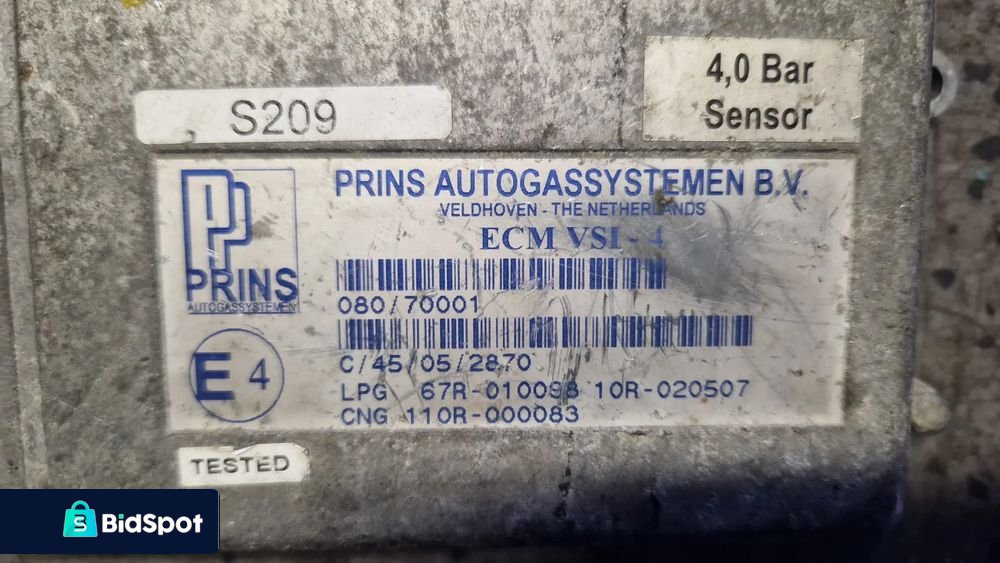 S209
4,0 Bar
Sensor
PRINS
AUTOGASSYSTEMEN
PRINS AUTOGASSYSTEMEN B.V.
VELDHOVEN - THE NETHERLANDS
ECM VSI - 4
080/70001
C/45/05/2870
E 4
LPG 67R-010098 10R-020507
CNG 110R-000083
TESTED
BidSpot